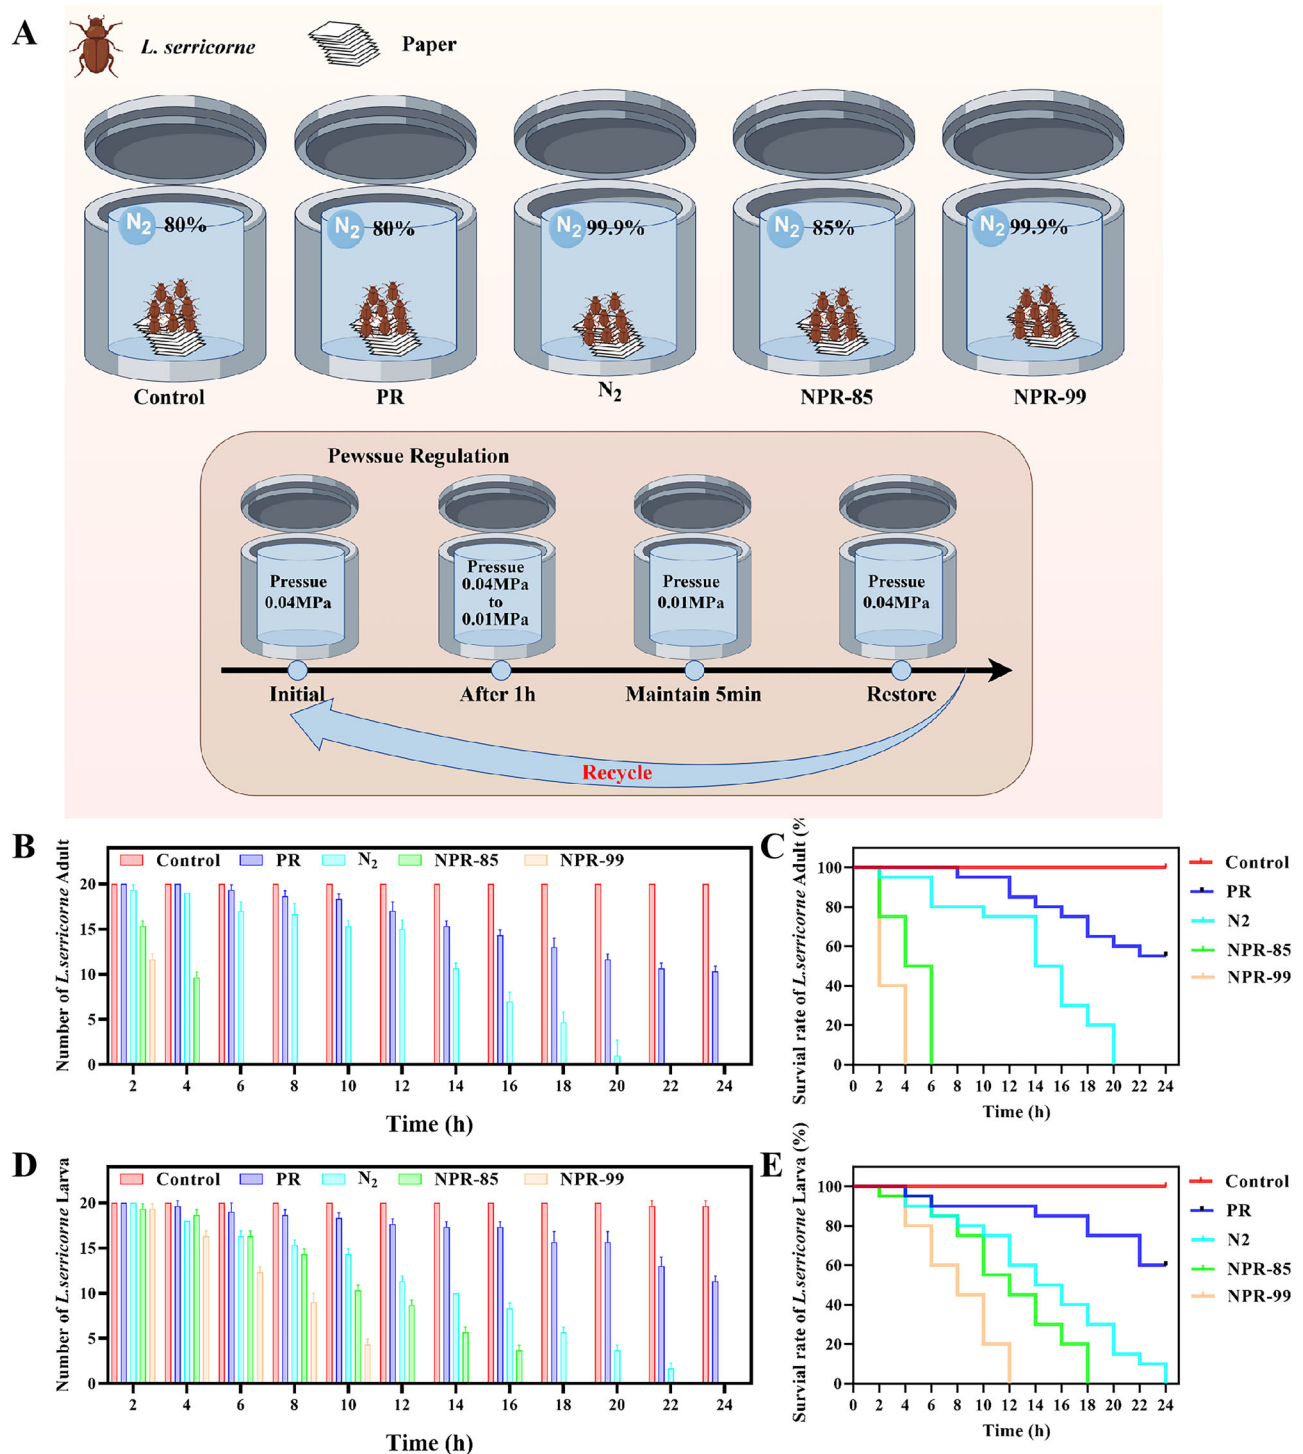 A
L. serricorne
Paper
N2 80%
N2 80%
N2 99.9%
N2 85%
N2 99.9%
Control
PR
N2
NPR-85
NPR-99
Pewssue Regulation
Pressue
0.04MPa
Pressue
0.04MPa
to
0.01MPa
Pressue
0.01MPa
Pressue
0.04MPa
Initial
After 1h
Maintain 5min
Restore
Recycle
B
Number of L.serricorne Adult
Control PR N2 NPR-85 NPR-99
20
15
10
5
0
2 4 6 8 10 12 14 16 18 20 22 24
Time (h)
C
Survial rate of L.serricorne Adult (%
100
80
60
40
20
0
0 2 4 6 8 10 12 14 16 18 20 22 24
Time (h)
Control
PR
N2
NPR-85
NPR-99
D
Number of L.serricorne Larva
Control PR N2 NPR-85 NPR-99
20
15
10
5
0
2 4 6 8 10 12 14 16 18 20 22 24
Time (h)
E
Survial rate of L.serricorne Larva (%)
100
80
60
40
20
0
0 2 4 6 8 10 12 14 16 18 20 22 24
Time (h)
Control
PR
N2
NPR-85
NPR-99